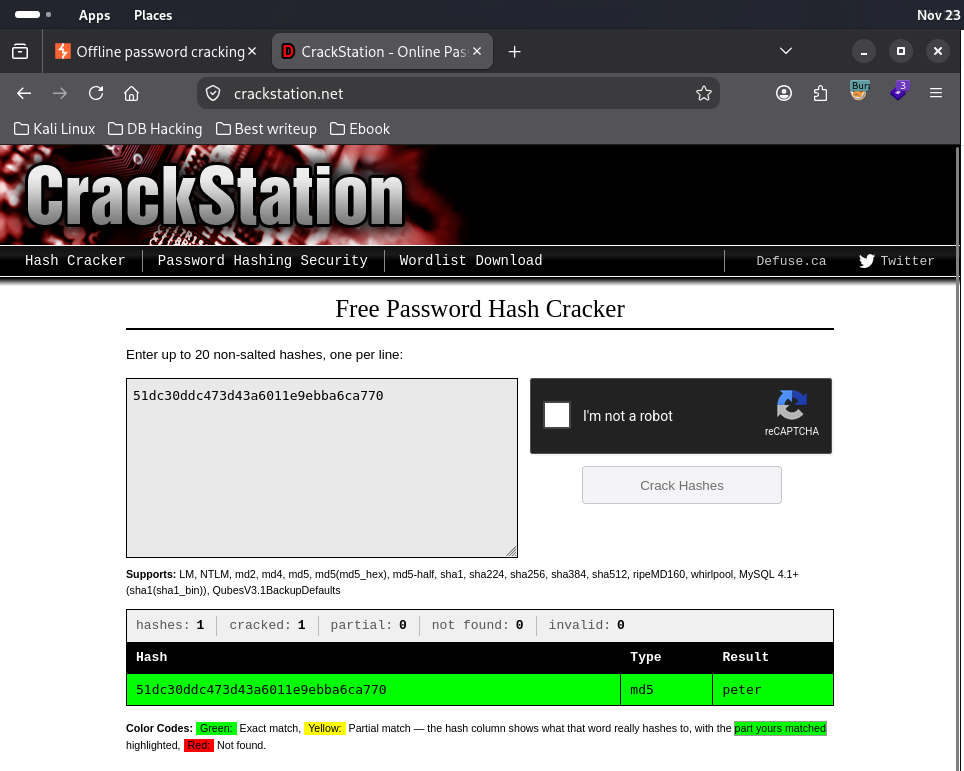 Apps Places Nov 23
Offline password cracking CrackStation - Online Pas
crackstation.net 3
Kali Linux DB Hacking Best writeup Ebook
CrackStation
Hash Cracker Password Hashing Security Wordlist Download Defuse.ca Twitter
Free Password Hash Cracker
Enter up to 20 non-salted hashes, one per line:
51dc30ddc473d43a6011e9ebba6ca770
I'm not a robot
reCAPTCHA
Crack Hashes
Supports: LM, NTLM, md2, md4, md5, md5(md5_hex), md5-half, sha1, sha224, sha256, sha384, sha512, ripeMD160, whirlpool, MySQL 4.1+
(sha1(sha1_bin)), QubesV3.1BackupDefaults
hashes: 1 cracked: 1 partial: 0 not found: 0 invalid: 0
Hash Type Result
51dc30ddc473d43a6011e9ebba6ca770 md5 peter
Color Codes: Green: Exact match, Yellow: Partial match — the hash column shows what that word really hashes to, with the part yours matched
highlighted, Red: Not found.